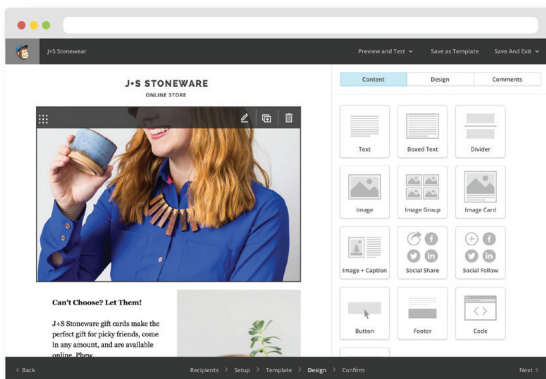 J+S Stonewear
Preview and Test
Save as Template
Save And Exit
J+S STONEWARE
ONLINE STORE
Content
Design
Comments
Text
Boxed Text
Divider
Image
Image Group
Image Card
Image + Caption
Social Share
Social Follow
Button
Footer
Code
Can't Choose? Let Them!
J+S Stoneware gift cards make the
perfect gift for picky friends, come
in any amount, and are available
online. Phew.
< Back
Recipients > Setup > Template > Design > Confirm
Next >